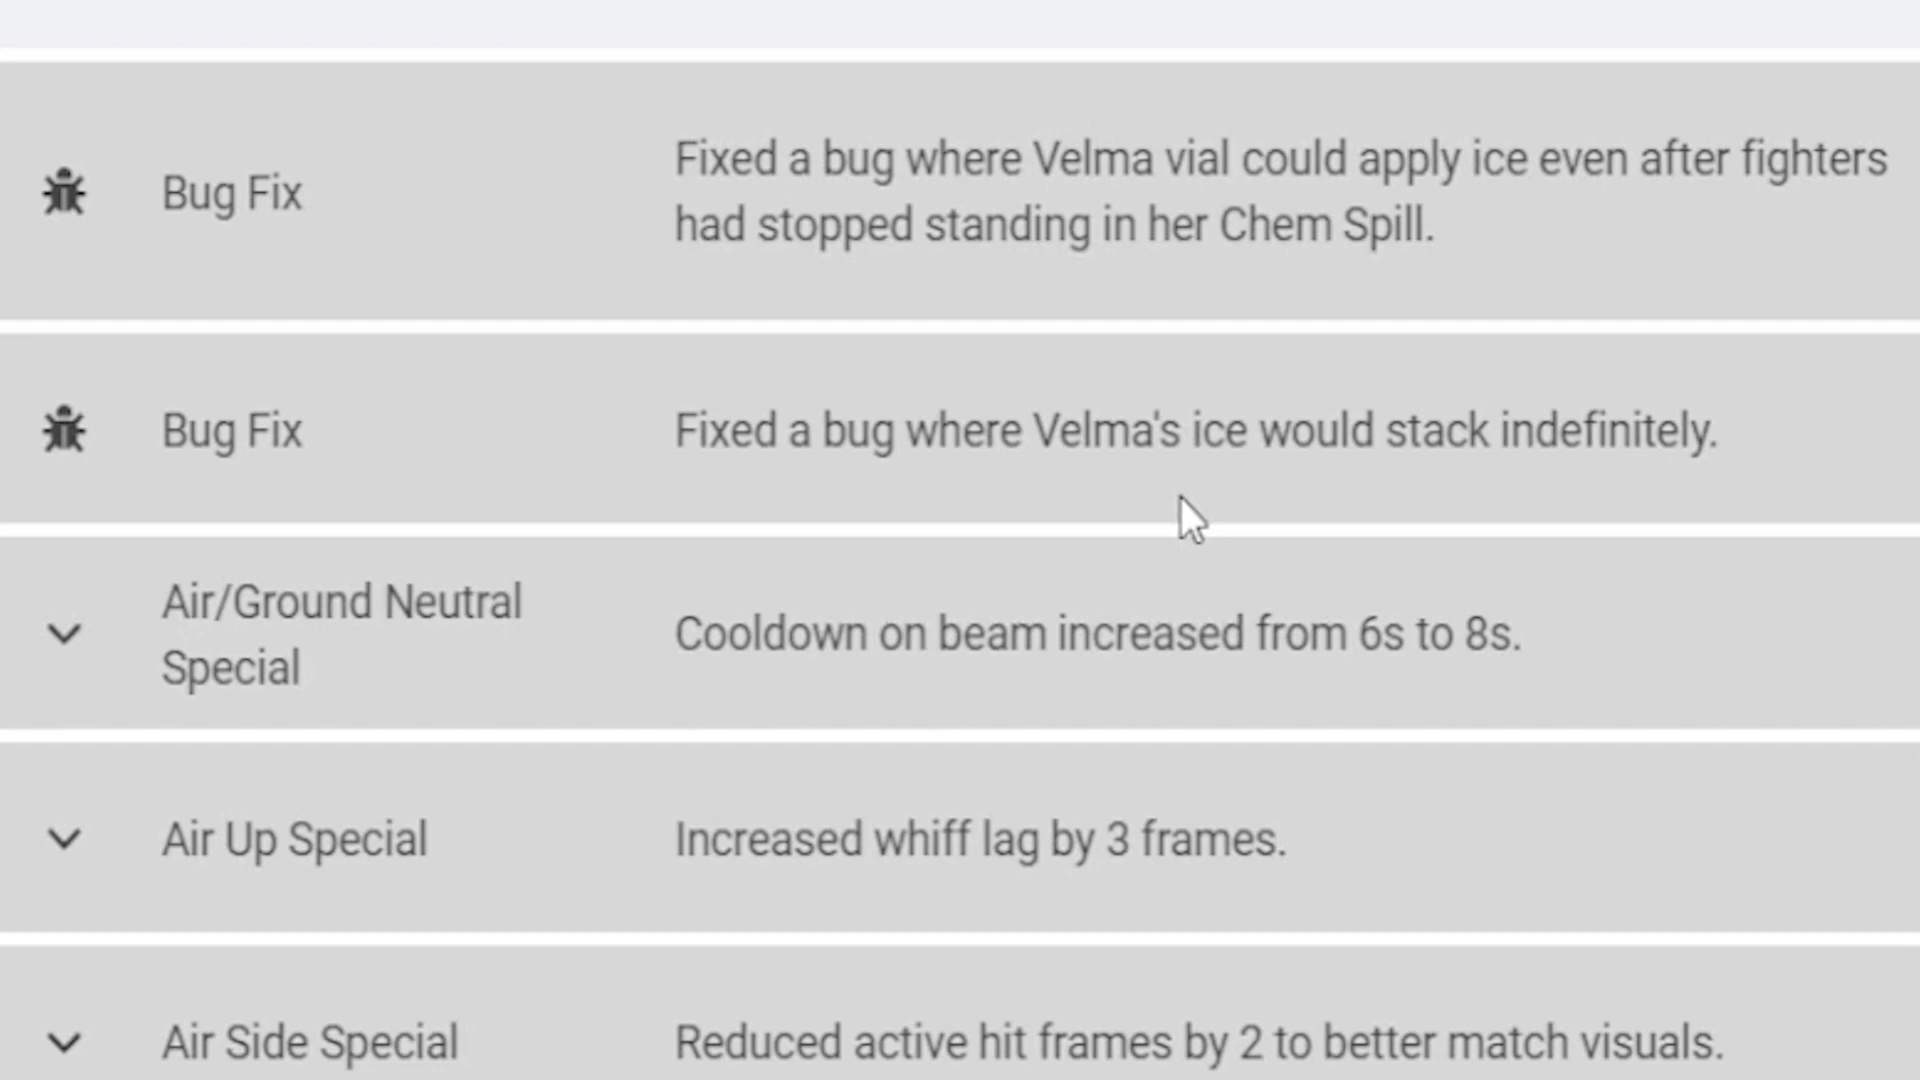 Bug Fix
Fixed a bug where Velma vial could apply ice even after fighters
had stopped standing in her Chem Spill.
Bug Fix
Fixed a bug where Velma's ice would stack indefinitely.
Air/Ground Neutral
Special
Cooldown on beam increased from 6s to 8s.
Air Up Special
Increased whiff lag by 3 frames.
Air Side Special
Reduced active hit frames by 2 to better match visuals.